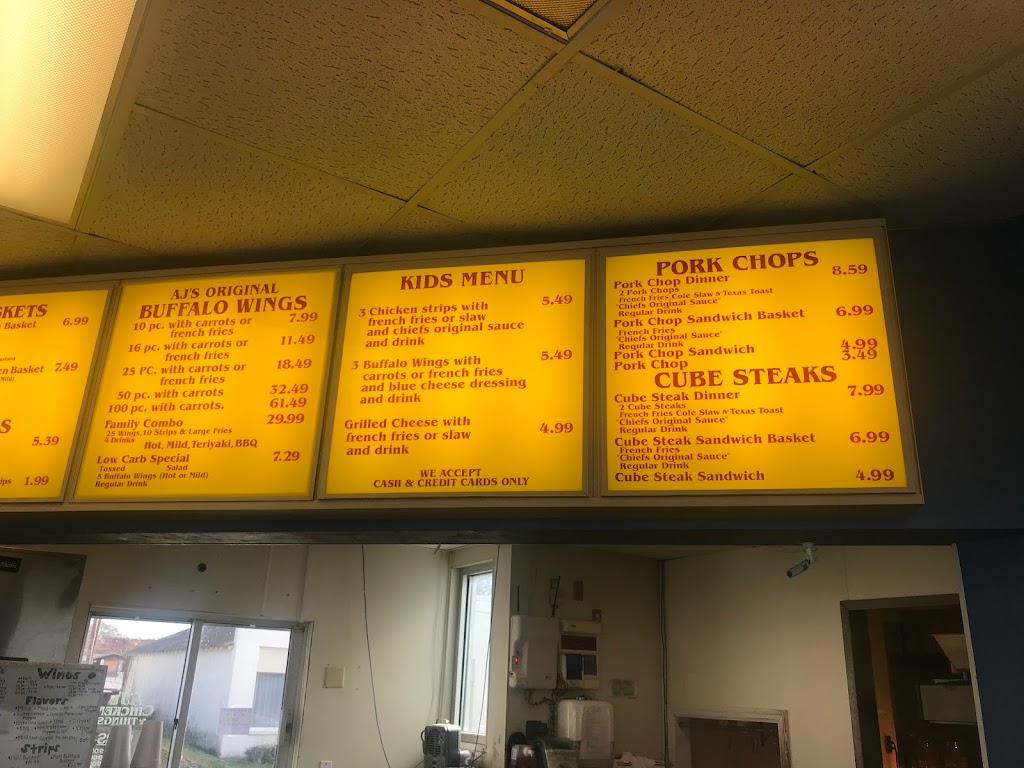 SKETS
Basket 6.99
en Basket 7.49
S
5.39
ips 1.99
AJ'S ORIGINAL
BUFFALO WINGS
10 pc. with carrots or 7.99
french fries
16 pc. with carrots or 11.49
french fries
25 PC. with carrots or 18.49
french fries
50 pc. with carrots 32.49
100 pc. with carrots. 61.49
Family Combo 29.99
25 Wings, 10 Strips & Large Fries
4 Drinks
Hot, Mild, Teriyaki, BBQ
Low Carb Special 7.29
Tossed Salad
5 Buffalo Wings (Hot or Mild)
Regular Drink
KIDS MENU
3 Chicken strips with 5.49
french fries or slaw
and chiefs original sauce
and drink
3 Buffalo Wings with 5.49
carrots or french fries
and blue cheese dressing
and drink
Grilled Cheese with 4.99
french fries or slaw
and drink
WE ACCEPT
CASH & CREDIT CARDS ONLY
PORK CHOPS
Pork Chop Dinner 8.59
2 Pork Chops
French Fries, Cole Slaw & Texas Toast
"Chiefs Original Sauce"
Regular Drink
Pork Chop Sandwich Basket 6.99
French Fries
"Chiefs Original Sauce"
Regular Drink
Pork Chop Sandwich 4.99
Pork Chop 3.49
CUBE STEAKS
Cube Steak Dinner 7.99
2 Cube Steaks
French Fries Cole Slaw & Texas Toast
"Chiefs Original Sauce"
Regular Drink
Cube Steak Sandwich Basket 6.99
French Fries
"Chiefs Original Sauce"
Regular Drink
Cube Steak Sandwich 4.99
Wings
Flavors
Strips
CHICKEN
THINGS